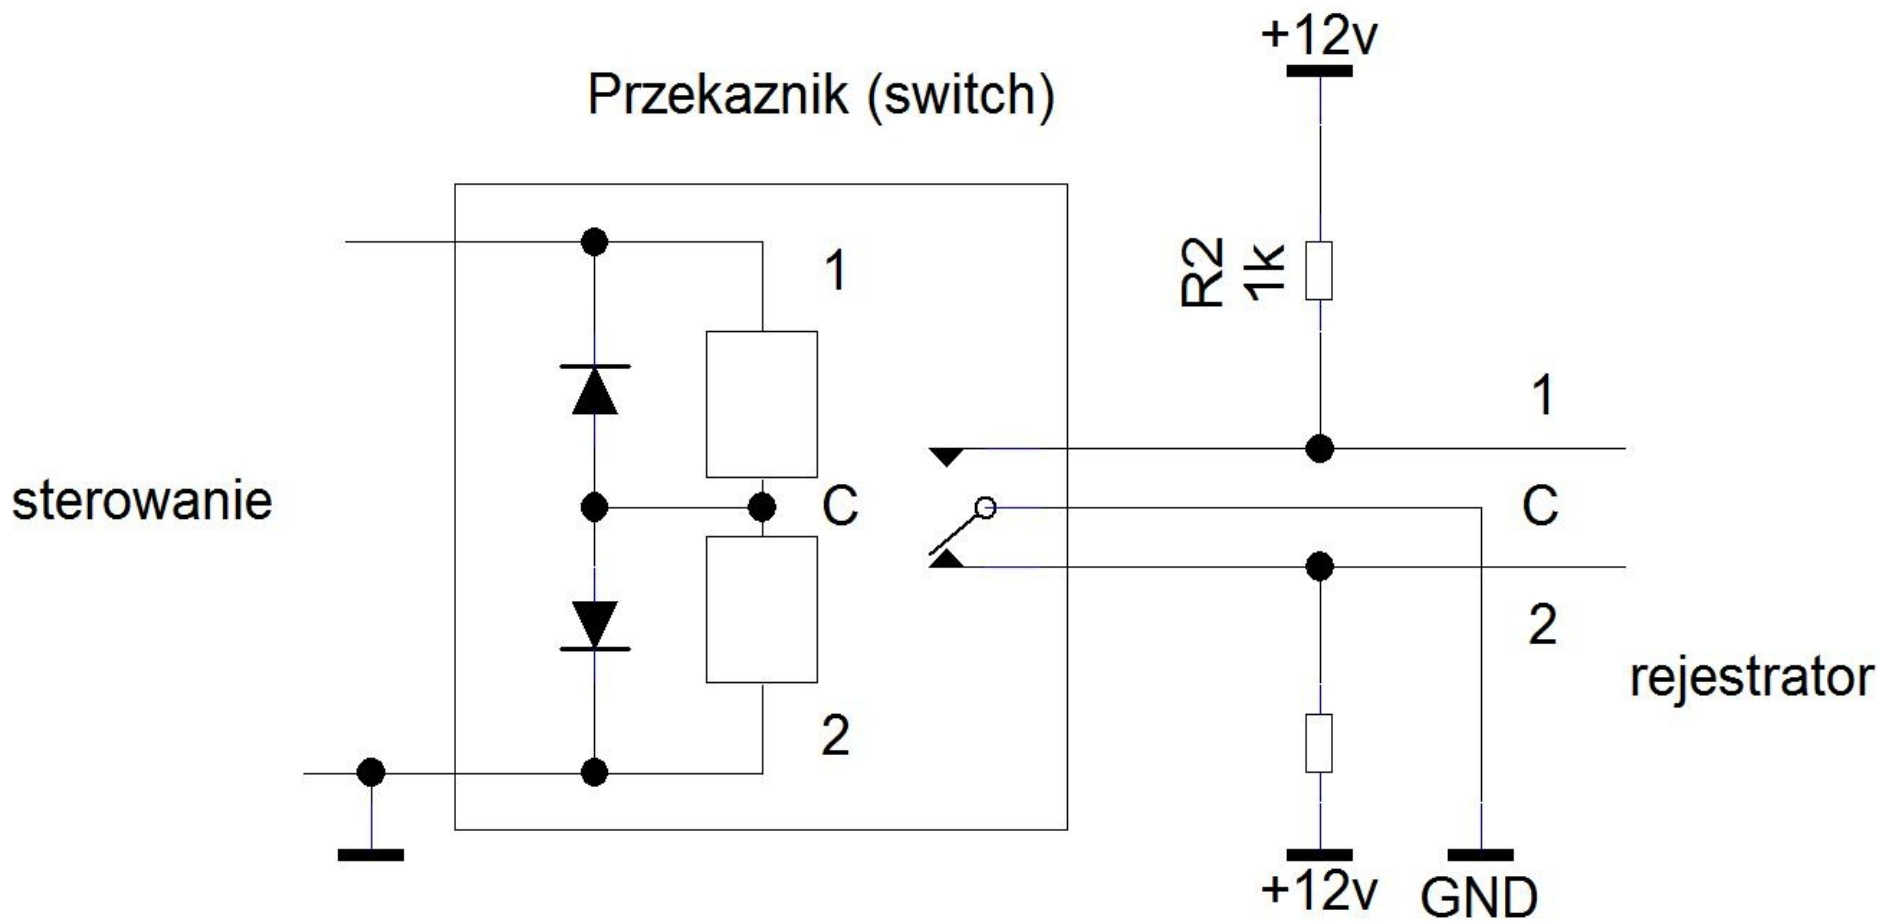 +12v
Przekaznik (switch)
R2
1k
1
1
sterowanie
C
C
2
rejestrator
2
+12v
GND